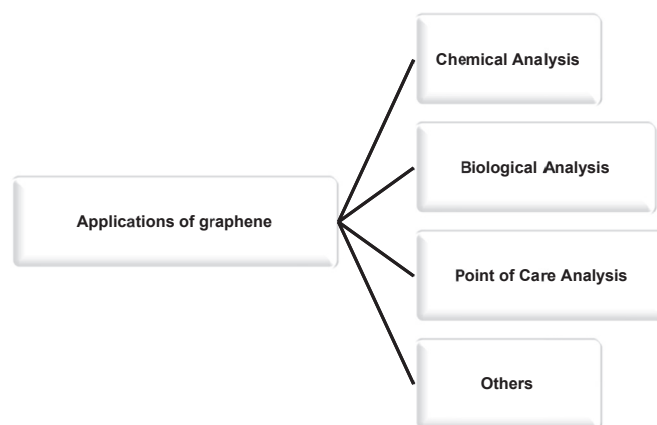 Chemical Analysis
Biological Analysis
Applications of graphene
Point of Care Analysis
Others